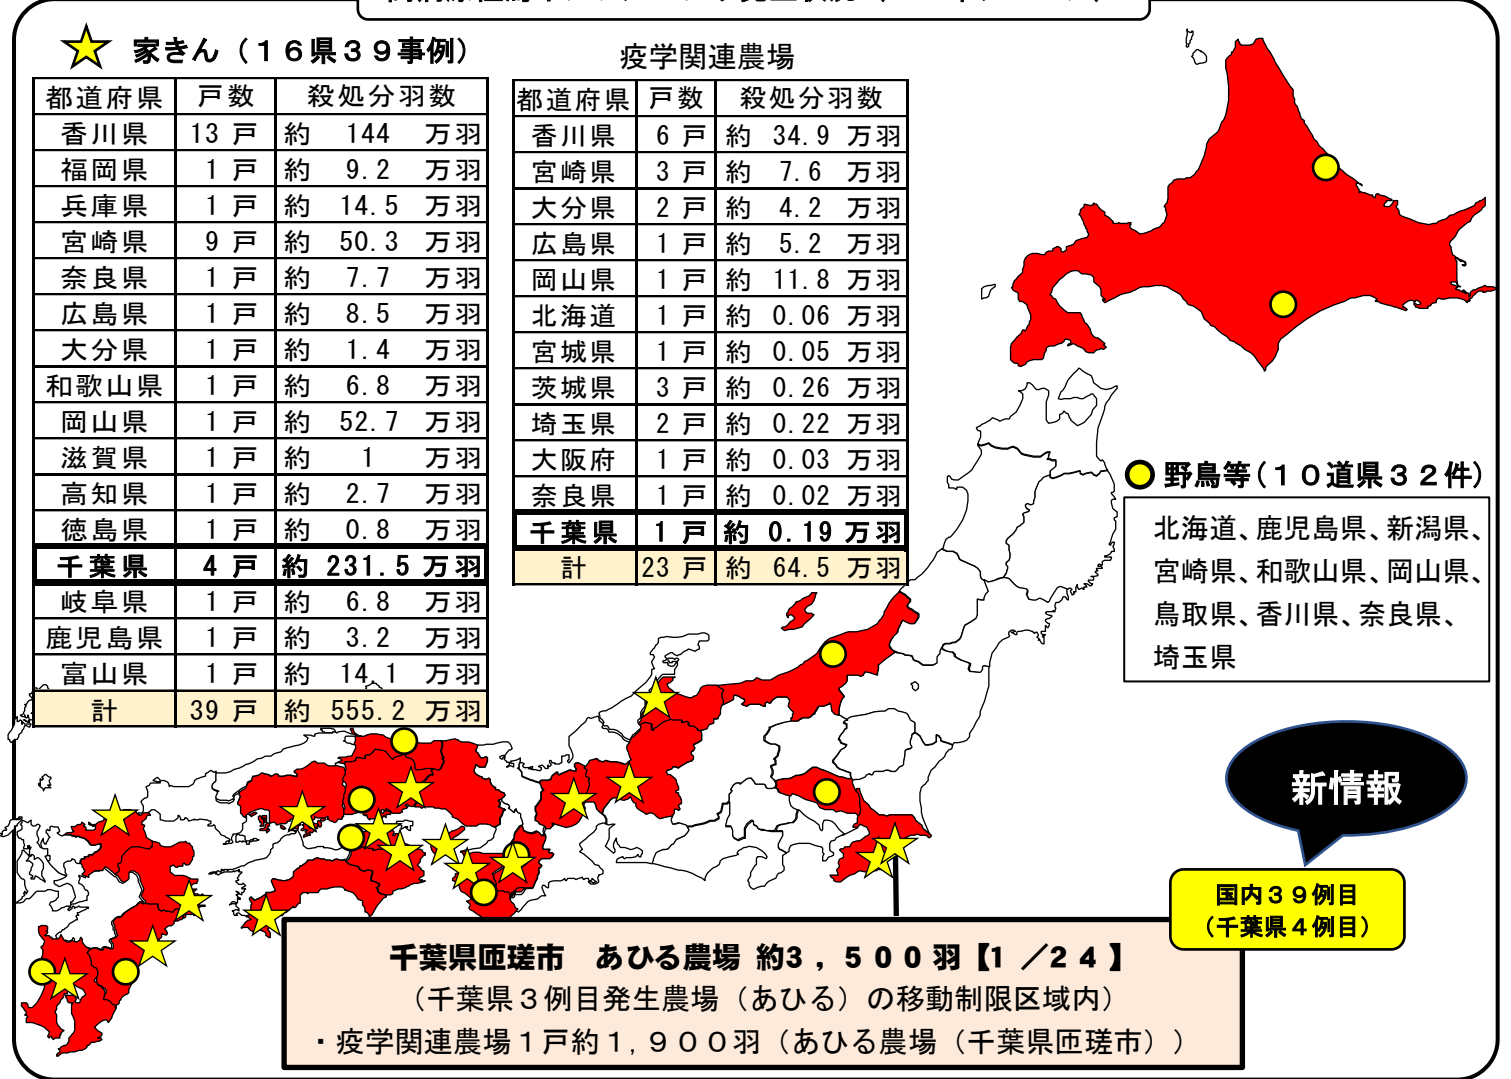 家きん（１６県３９事例）
都道府県 戸数 殺処分羽数
香川県 13 戸 約 144 万羽
福岡県 1 戸 約 9.2 万羽
兵庫県 1 戸 約 14.5 万羽
宮崎県 9 戸 約 50.3 万羽
奈良県 1 戸 約 7.7 万羽
広島県 1 戸 約 8.5 万羽
大分県 1 戸 約 1.4 万羽
和歌山県 1 戸 約 6.8 万羽
岡山県 1 戸 約 52.7 万羽
滋賀県 1 戸 約 1 万羽
高知県 1 戸 約 2.7 万羽
徳島県 1 戸 約 0.8 万羽
千葉県 4 戸 約 231.5 万羽
岐阜県 1 戸 約 6.8 万羽
鹿児島県 1 戸 約 3.2 万羽
富山県 1 戸 約 14.1 万羽
計 39 戸 約 555.2 万羽
疫学関連農場
都道府県 戸数 殺処分羽数
香川県 6 戸 約 34.9 万羽
宮崎県 3 戸 約 7.6 万羽
大分県 2 戸 約 4.2 万羽
広島県 1 戸 約 5.2 万羽
岡山県 1 戸 約 11.8 万羽
北海道 1 戸 約 0.06 万羽
宮城県 1 戸 約 0.05 万羽
茨城県 3 戸 約 0.26 万羽
埼玉県 2 戸 約 0.22 万羽
大阪府 1 戸 約 0.03 万羽
奈良県 1 戸 約 0.02 万羽
千葉県 1 戸 約 0.19 万羽
計 23 戸 約 64.5 万羽
野鳥等（１０道県３２件）
北海道、鹿児島県、新潟県、
宮崎県、和歌山県、岡山県、
鳥取県、香川県、奈良県、
埼玉県
新情報
国内３９例目
（千葉県４例目）
千葉県匝瑳市　あひる農場 約3，５００羽【1／２４】
（千葉県３例目発生農場（あひる）の移動制限区域内）
・疫学関連農場１戸約１,９００羽（あひる農場（千葉県匝瑳市））